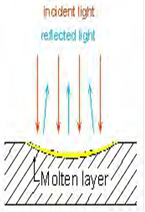 incident light
reflected light
Molten layer